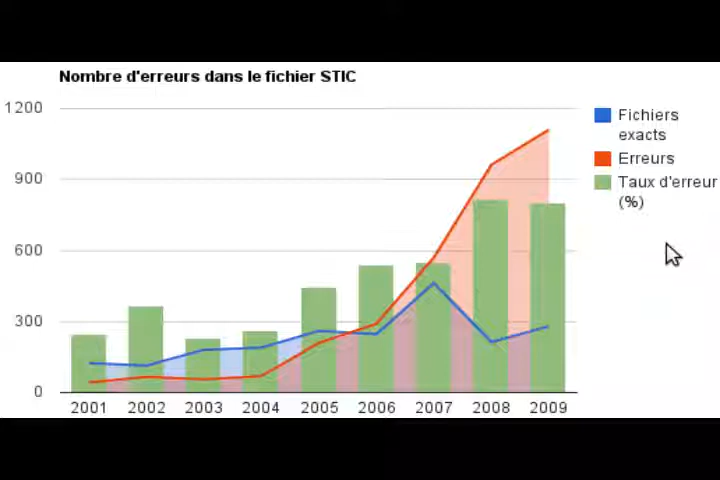 Nombre d'erreurs dans le fichier STIC
1200
900
600
300
0
2001 2002 2003 2004 2005 2006 2007 2008 2009
Fichiers
exacts
Erreurs
Taux d'erreur
(%)